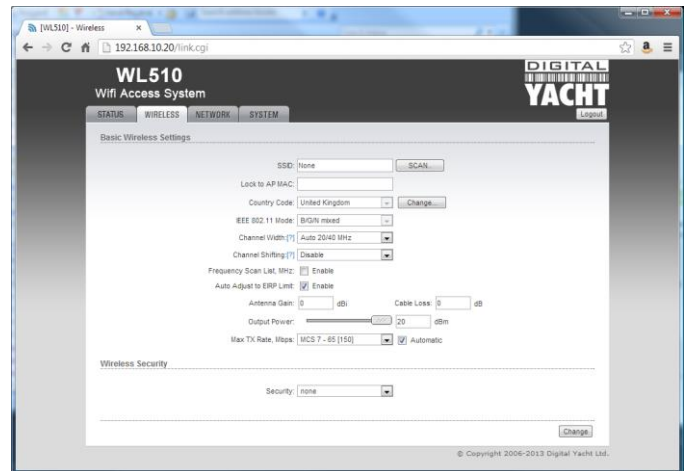 [WL510] - Wireless
192.168.10.20/link.cgi
WL510
Wifi Access System
DIGITAL
YACHT
STATUS WIRELESS NETWORK SYSTEM
Logout
Basic Wireless Settings
SSID: None SCAN...
Lock to AP MAC:
Country Code: United Kingdom Change...
IEEE 802.11 Mode: B/G/N mixed
Channel Width:[?] Auto 20/40 MHz
Channel Shifting:[?] Disable
Frequency Scan List, MHz: Enable
Auto Adjust to EIRP Limit: Enable
Antenna Gain: 0 dBi Cable Loss: 0 dB
Output Power: 20 dBm
Max TX Rate, Mbps: MCS 7 - 65 [150] Automatic
Wireless Security
Security: none
Change
© Copyright 2006-2013 Digital Yacht Ltd.